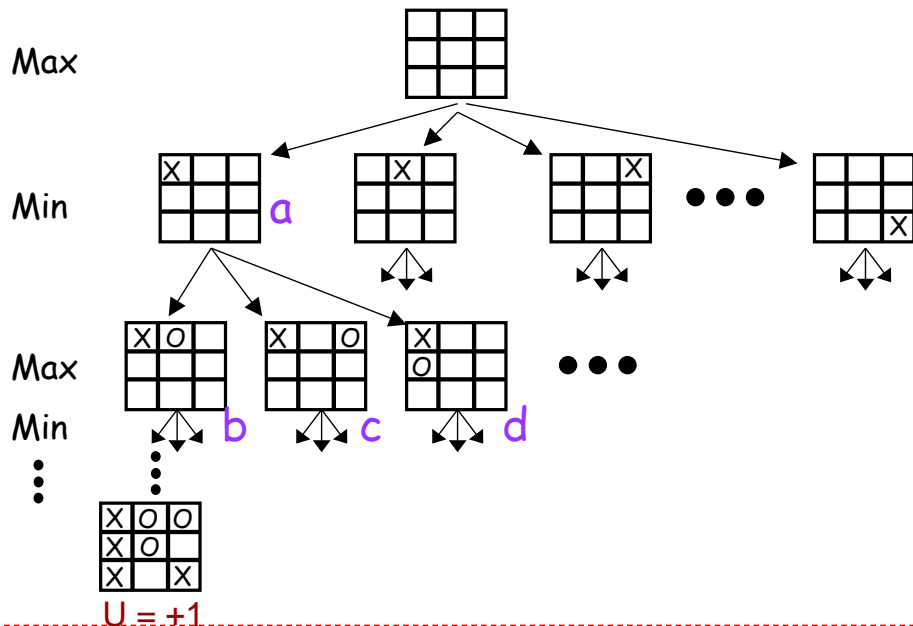 Max
X X X X
Min
a
X O X O X
Max
O
Min
b c d
X O O
X O
X X
U = +1